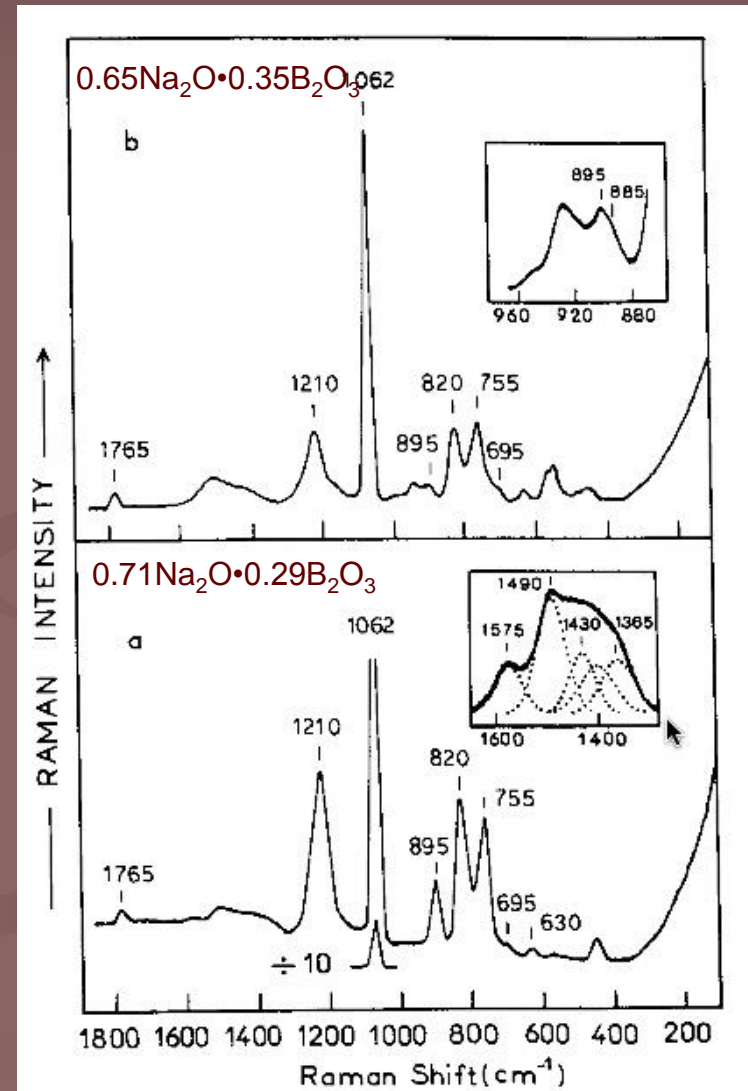 0.65Na₂O•0.35B₂O₃
1062
b
895
885
960 920 880
1210
820
755
1765
895
695
RAMAN INTENSITY
0.71Na₂O•0.29B₂O₃
1062
a
1490
1575
1430
1365
1600 1400
1210
820
755
895
1765
695
630
÷ 10
1800 1600 1400 1200 1000 800 600 400 200
Raman Shift(cm⁻¹)